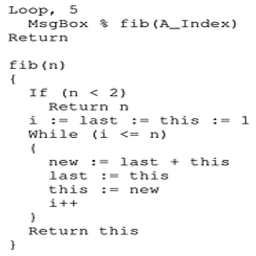 Loop, 5
  MsgBox % fib(A_Index)
Return

fib(n)
{
  If (n < 2)
    Return n
  i := last := this := 1
  While (i <= n)
  {
    new := last + this
    last := this
    this := new
    i++
  }
  Return this
}